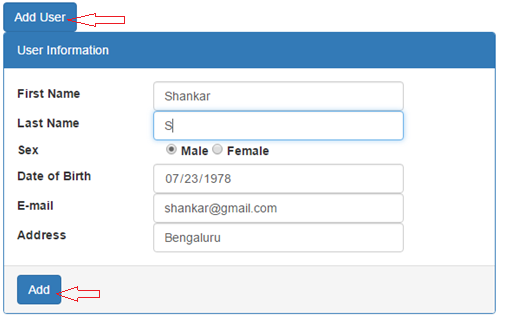 Add User
User Information
First Name Shankar
Last Name S
Sex Male Female
Date of Birth 07/23/1978
E-mail shankar@gmail.com
Address Bengaluru
Add